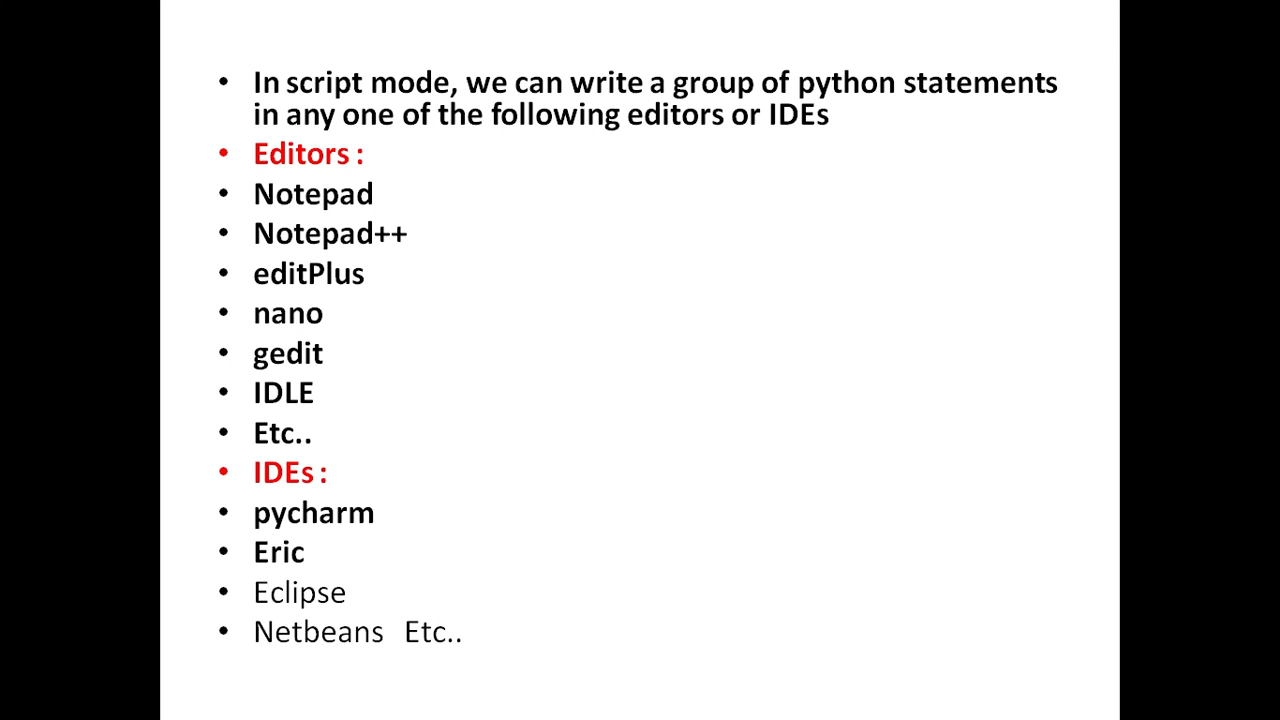 • In script mode, we can write a group of python statements
in any one of the following editors or IDEs
• Editors :
• Notepad
• Notepad++
• editPlus
• nano
• gedit
• IDLE
• Etc..
• IDEs :
• pycharm
• Eric
• Eclipse
• Netbeans Etc..